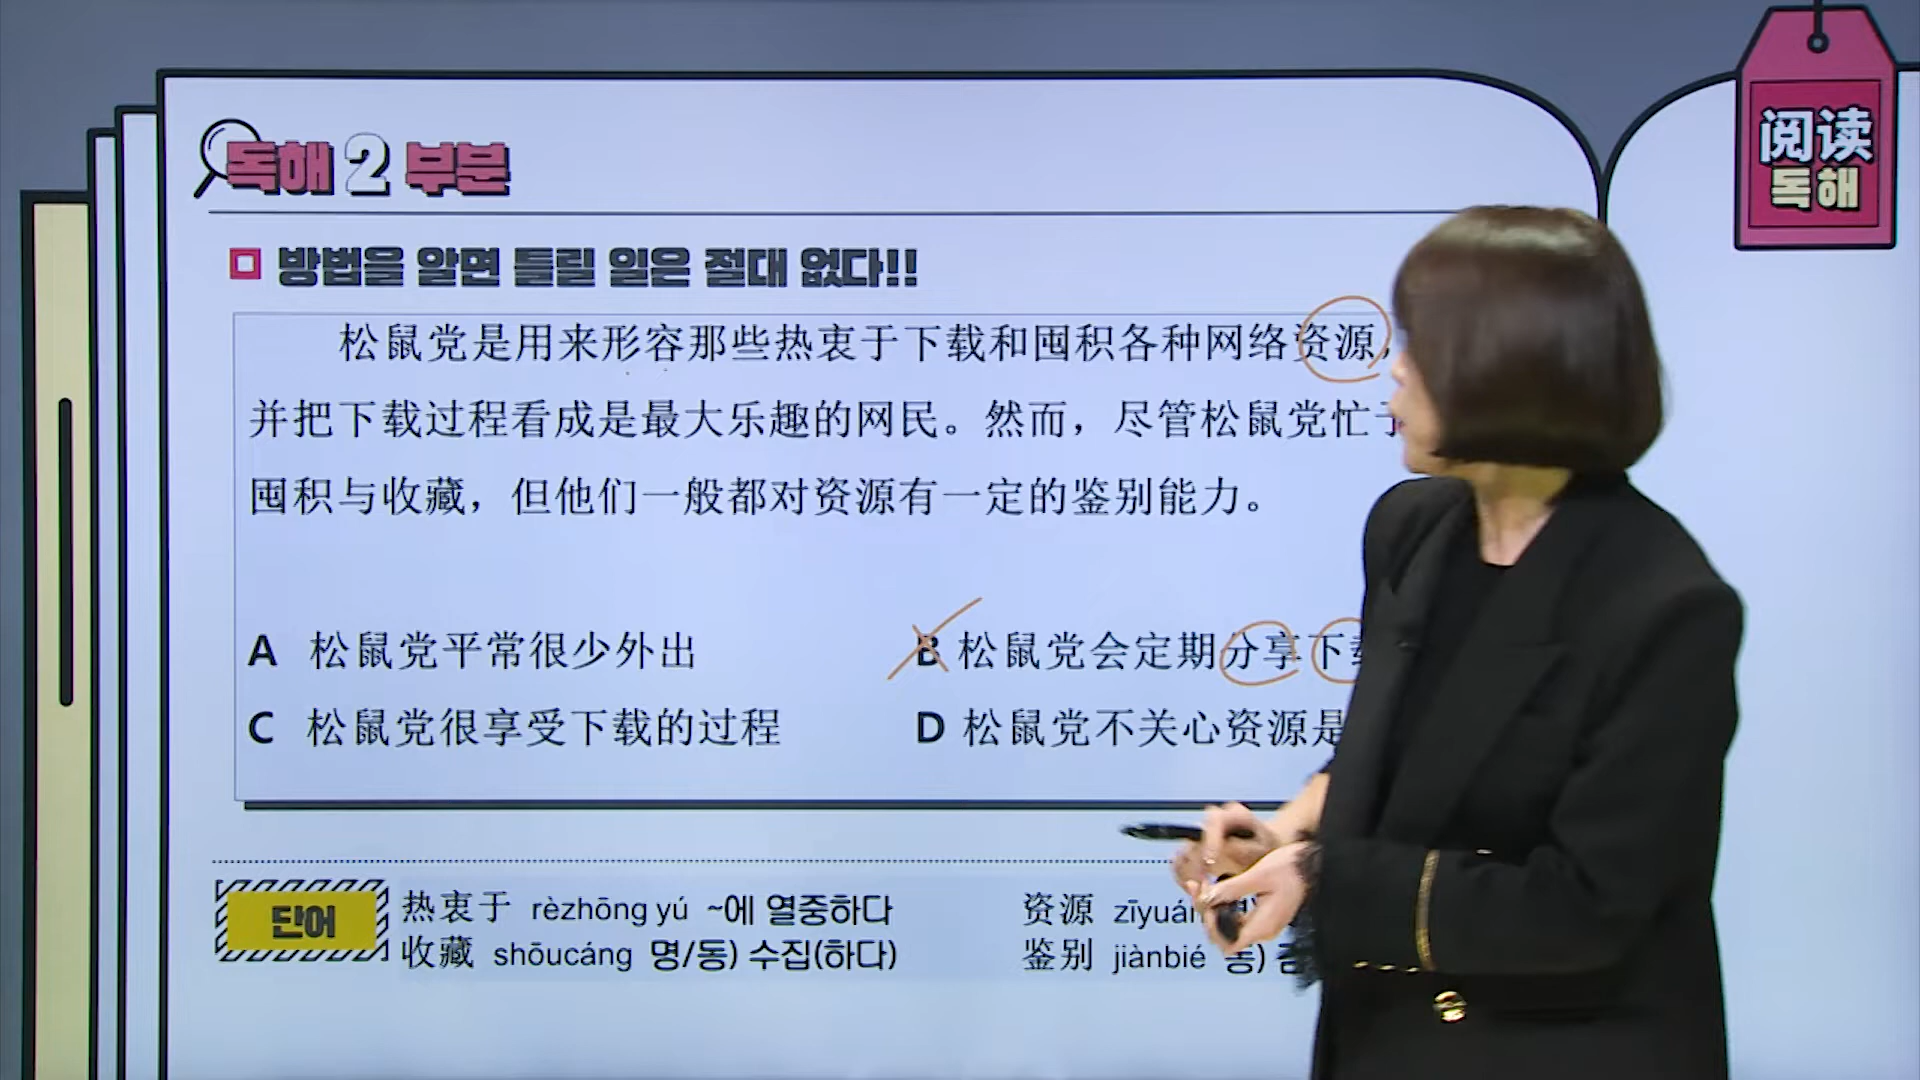 阅读
독해
독해 2 부분
방법을 알면 틀릴 일은 절대 없다!!
松鼠党是用来形容那些热衷于下载和囤积各种网络资源，
并把下载过程看成是最大乐趣的网民。然而，尽管松鼠党忙于
囤积与收藏，但他们一般都对资源有一定的鉴别能力。
A 松鼠党平常很少外出
B 松鼠党会定期分享下载
C 松鼠党很享受下载的过程
D 松鼠党不关心资源是
단어
热衷于 rèzhōng yú ~에 열중하다
资源 zīyuán
收藏 shōucáng 명/동) 수집(하다)
鉴别 jiànbié 동)